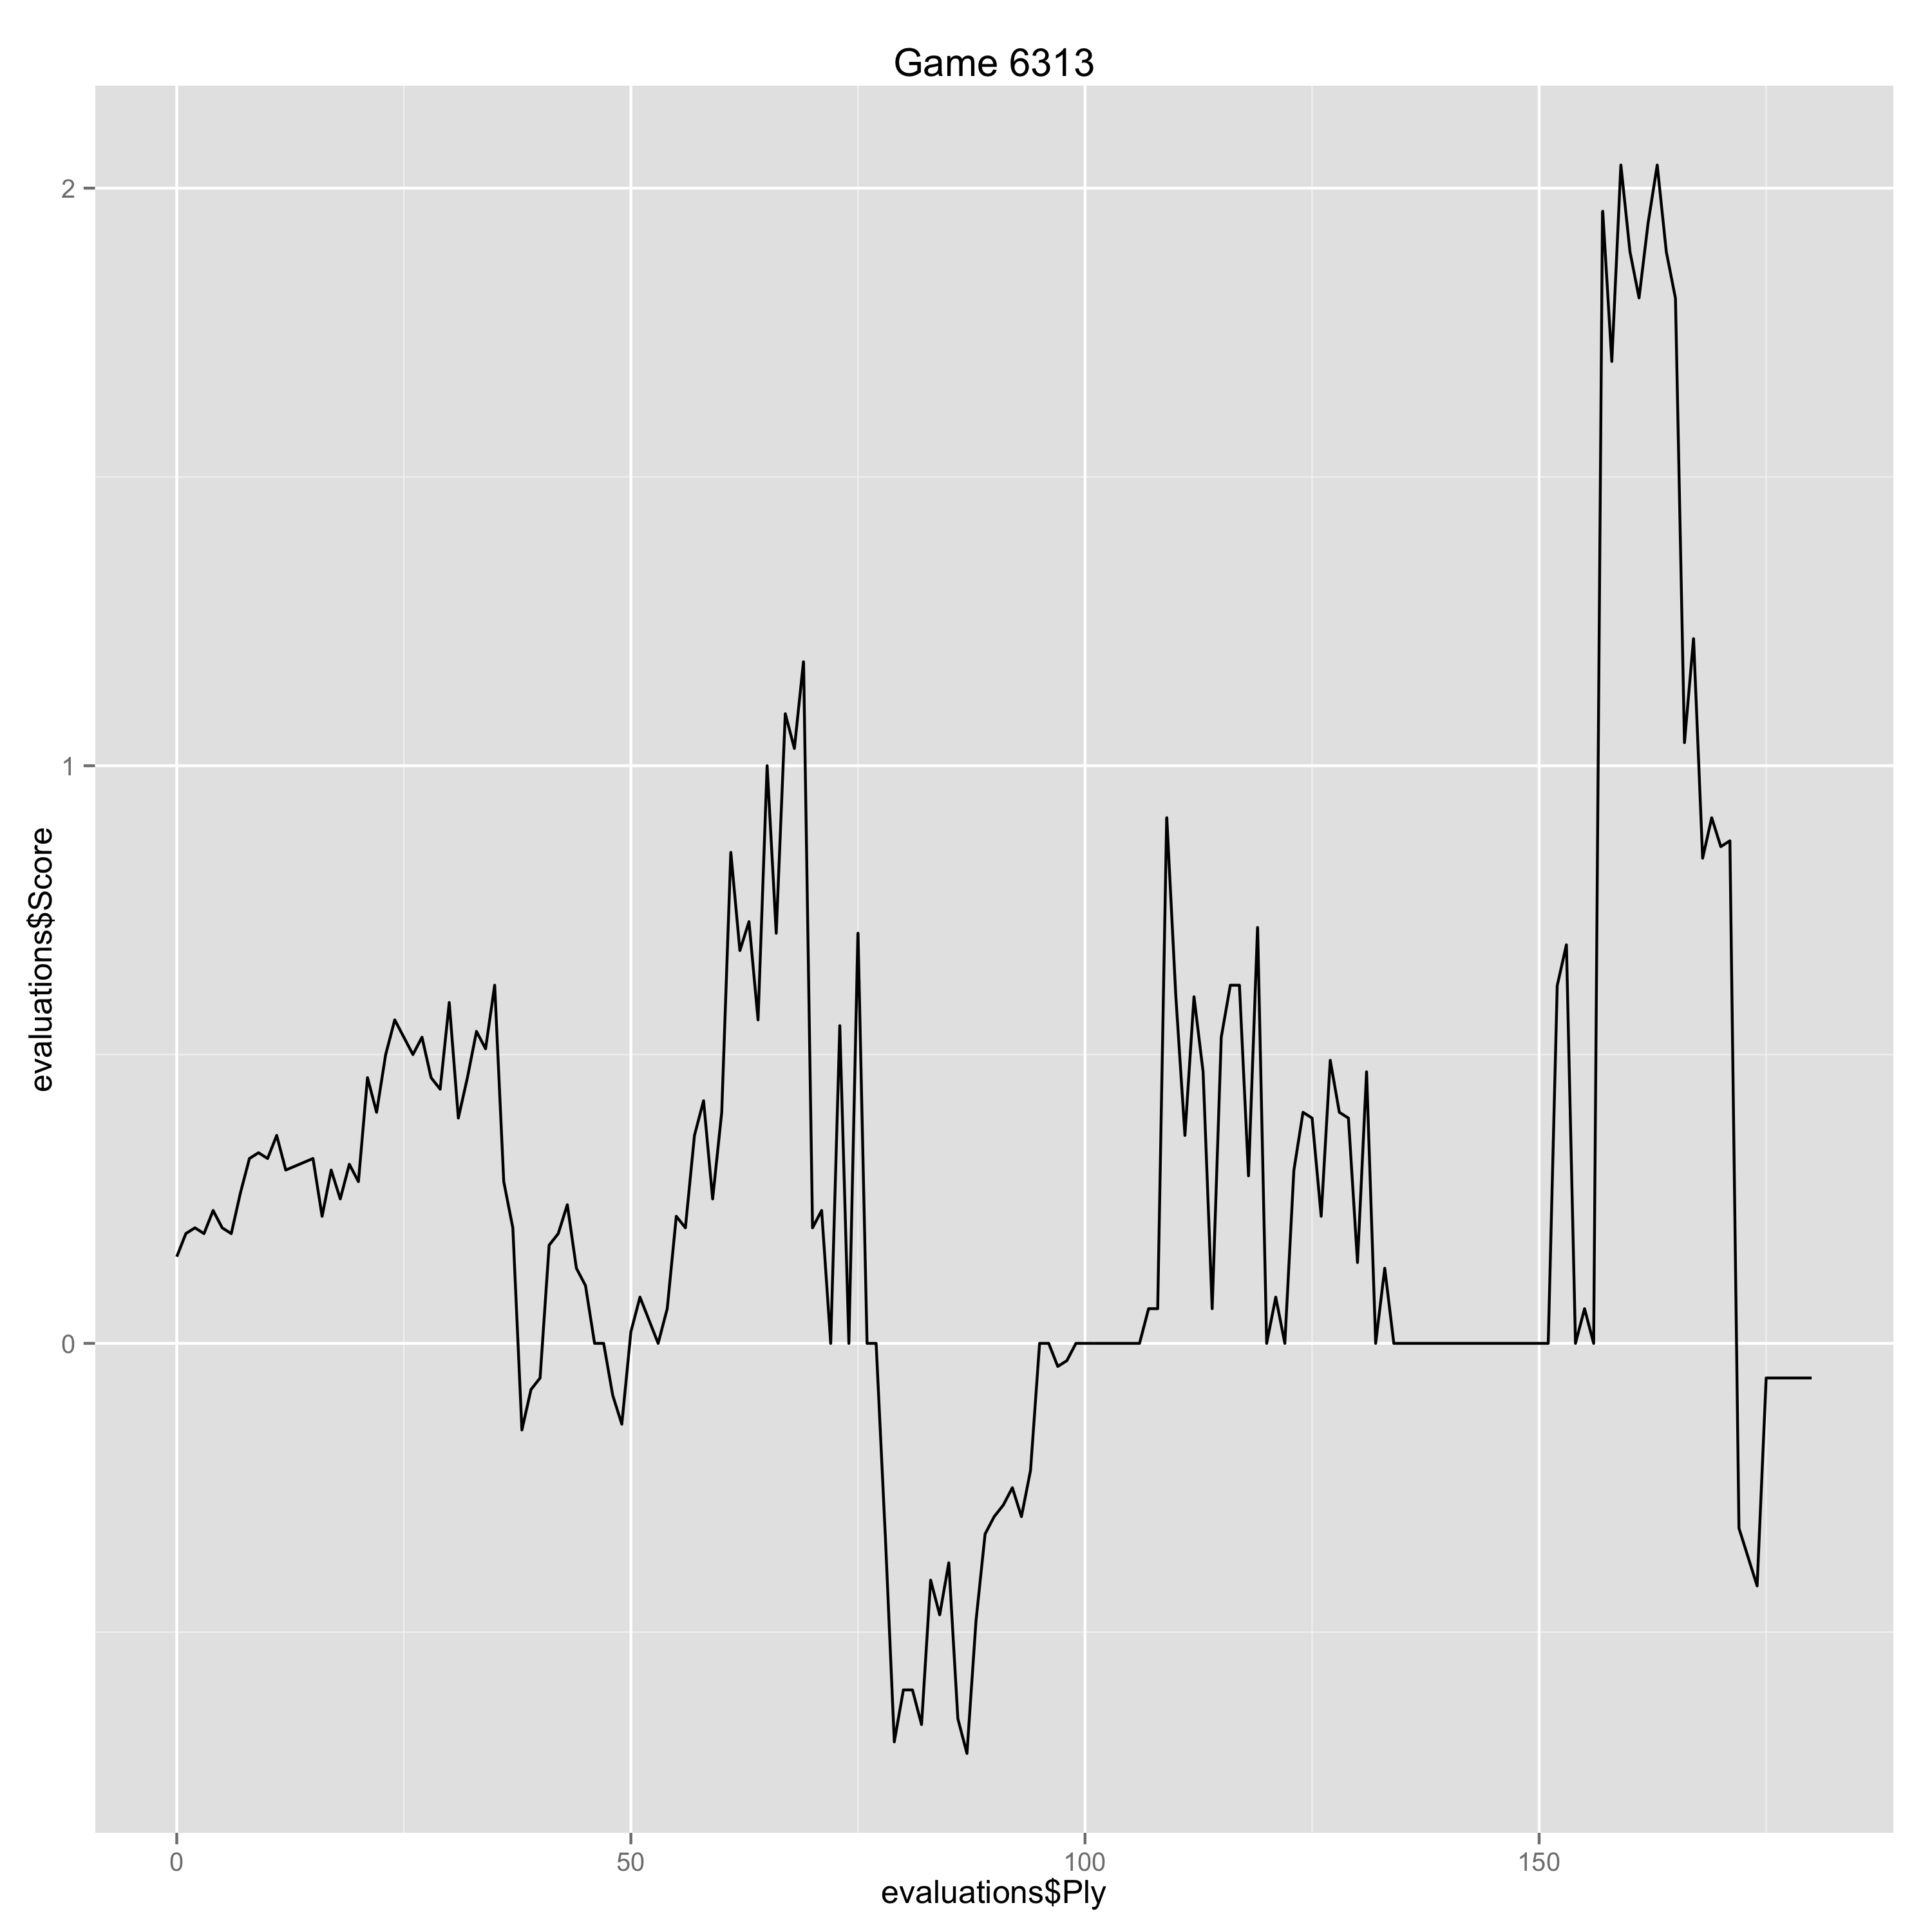 Game 6313
2
1
0
evaluations$Score
0 50 100 150
evaluations$Ply